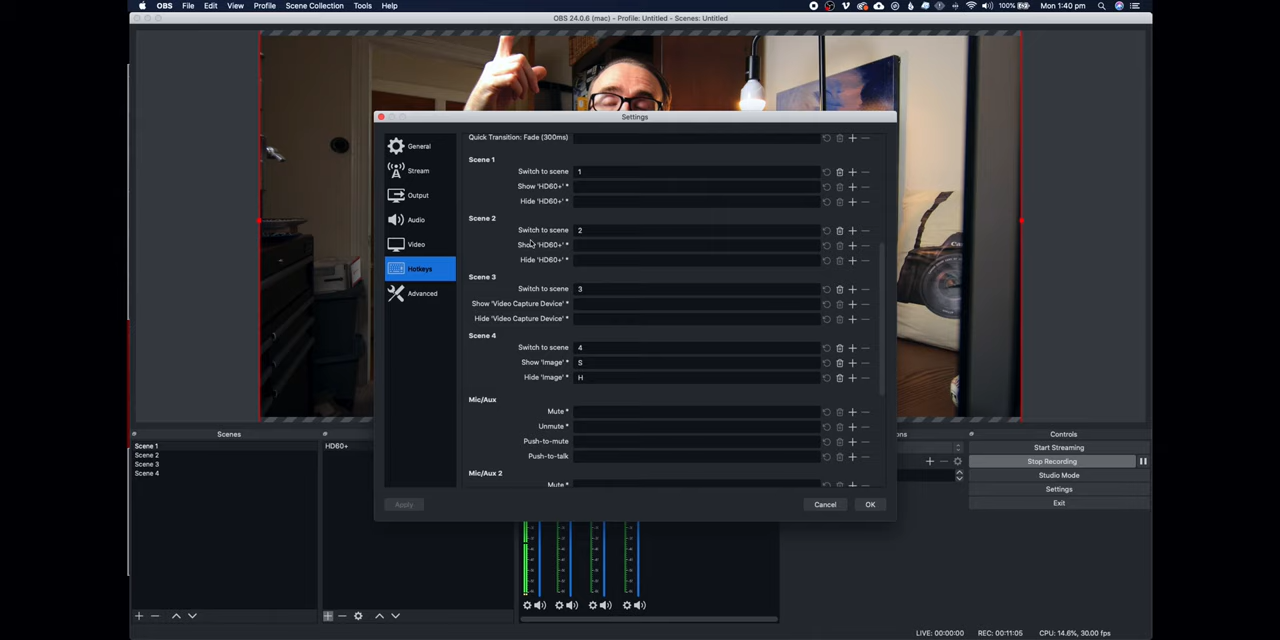 OBS File Edit View Profile Scene Collection Tools Help 100% Mon 1:40 pm
OBS 24.0.6 (mac) - Profile: Untitled - Scenes: Untitled
Settings
General
Stream
Output
Audio
Video
Hotkeys
Advanced
Quick Transition: Fade (300ms)
Scene 1
Switch to scene 1
Show 'HD60+' *
Hide 'HD60+' *
Scene 2
Switch to scene 2
Show 'HD60+' *
Hide 'HD60+' *
Scene 3
Switch to scene 3
Show 'Video Capture Device' *
Hide 'Video Capture Device' *
Scene 4
Switch to scene 4
Show 'Image' * S
Hide 'Image' * H
Mic/Aux
Mute *
Unmute *
Push-to-mute
Push-to-talk
Mic/Aux 2
Mute *
Apply Cancel OK
Scenes
Scene 1
Scene 2
Scene 3
Scene 4
HD60+
ons
Controls
Start Streaming
Stop Recording
Studio Mode
Settings
Exit
LIVE: 00:00:00 REC: 00:11:05 CPU: 14.6%, 30.00 fps